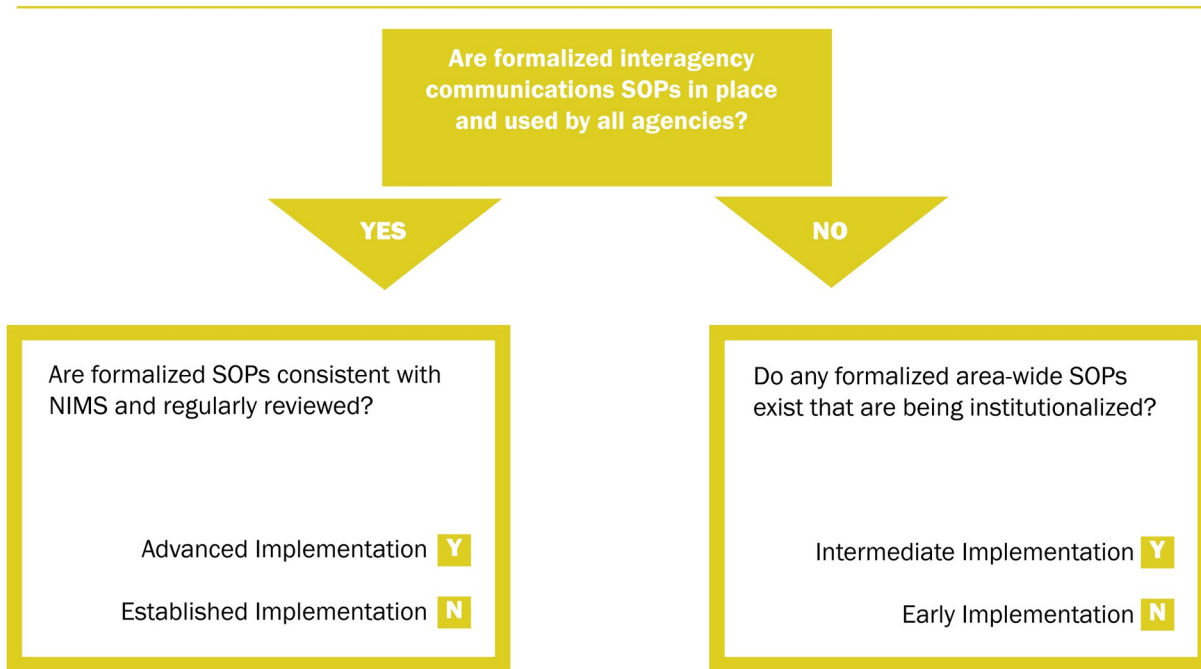 Are formalized interagency
communications SOPs in place
and used by all agencies?
YES
NO
Are formalized SOPs consistent with
NIMS and regularly reviewed?
Advanced Implementation Y
Established Implementation N
Do any formalized area-wide SOPs
exist that are being institutionalized?
Intermediate Implementation Y
Early Implementation N